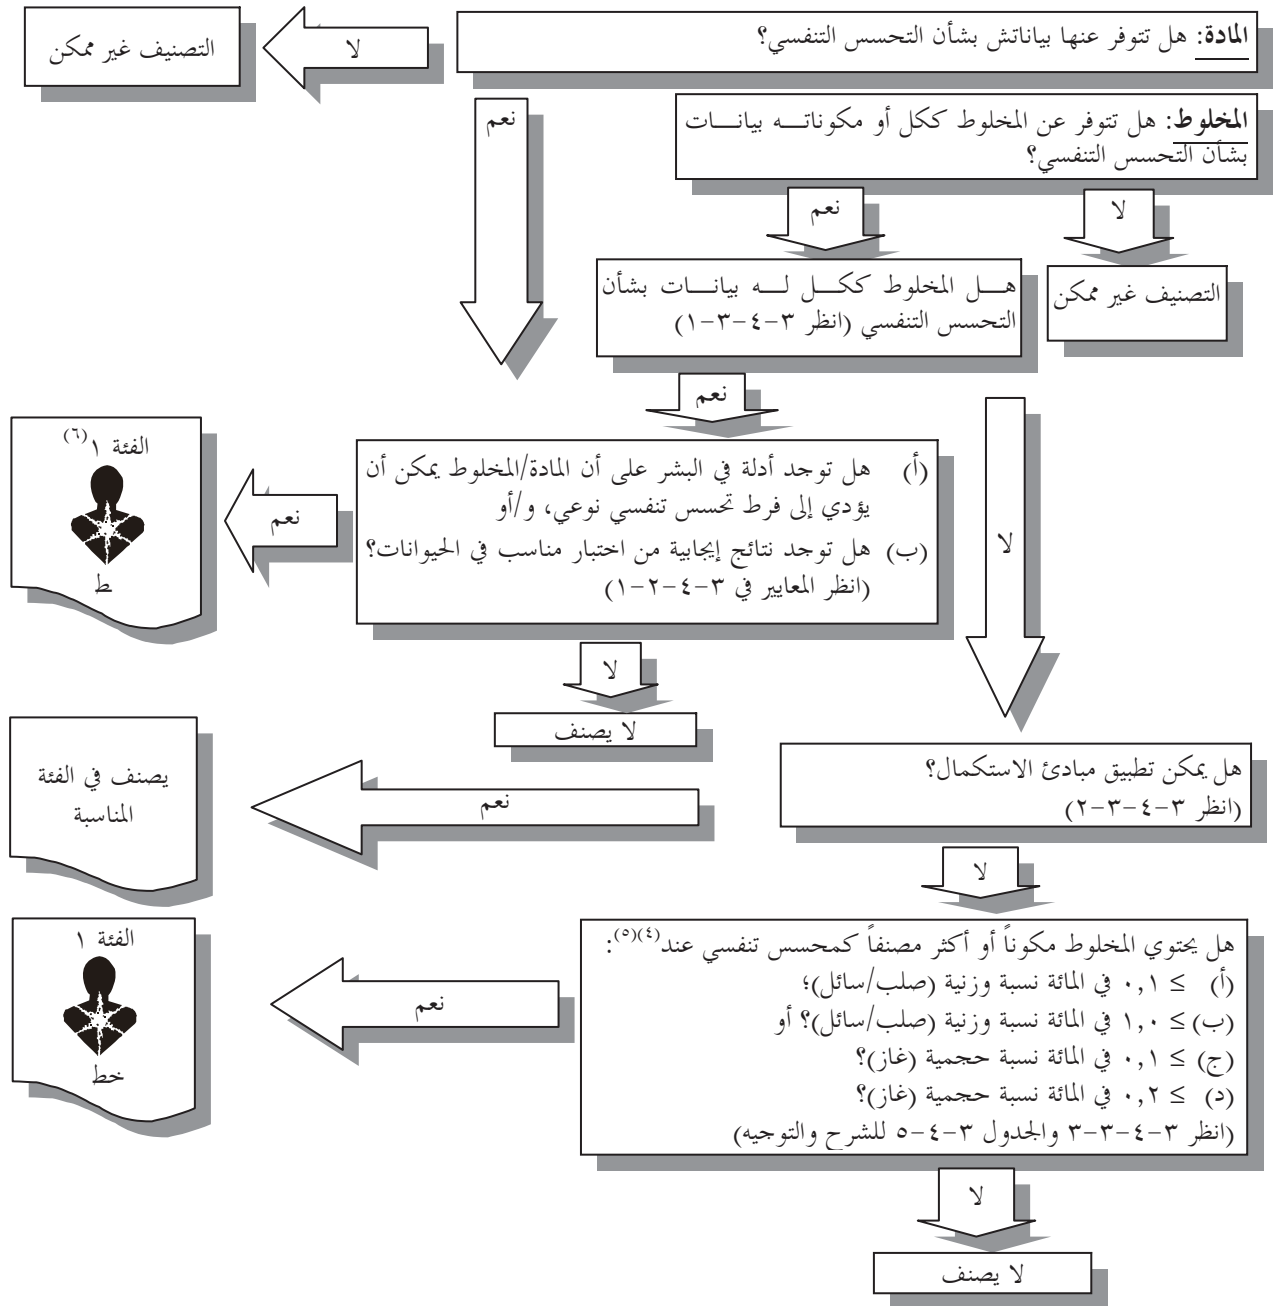 المادة: هل تتوفر عنها بياناتش بشأن التحسس التنفسي؟
لا
التصنيف غير ممكن
نعم
المخلوط: هل تتوفر عن المخلوط ككل أو مكوناتـــه بيانـــات
بشأن التحسس التنفسي؟
لا
نعم
التصنيف غير ممكن
هـــل المخلوط ككـــل لـــه بيانـــات بشأن
التحسس التنفسي (انظر ٣-٤-٣-١)
نعم
لا
(أ) هل توجد أدلة في البشر على أن المادة/المخلوط يمكن أن
يؤدي إلى فرط تحسس تنفسي نوعي، و/أو
(ب) هل توجد نتائج إيجابية من اختبار مناسب في الحيوانات؟
(انظر المعايير في ٣-٤-٢-١)
نعم
الفئة ١(٦)
ط
لا
لا يصنف
هل يمكن تطبيق مبادئ الاستكمال؟
(انظر ٣-٤-٣-٢)
نعم
يصنف في الفئة
المناسبة
لا
هل يحتوي المخلوط مكوناً أو أكثر مصنفاً كمحسس تنفسي عند(٤)(٥):
(أ) ≥ ٠,١ في المائة نسبة وزنية (صلب/سائل)؛
(ب) ≥ ١,٠ في المائة نسبة وزنية (صلب/سائل)؟ أو
(ج) ≥ ٠,١ في المائة نسبة حجمية (غاز)؟
(د) ≥ ٠,٢ في المائة نسبة حجمية (غاز)؟
(انظر ٣-٤-٣-٣ والجدول ٣-٤-٥ للشرح والتوجيه)
نعم
الفئة ١
خط
لا
لا يصنف